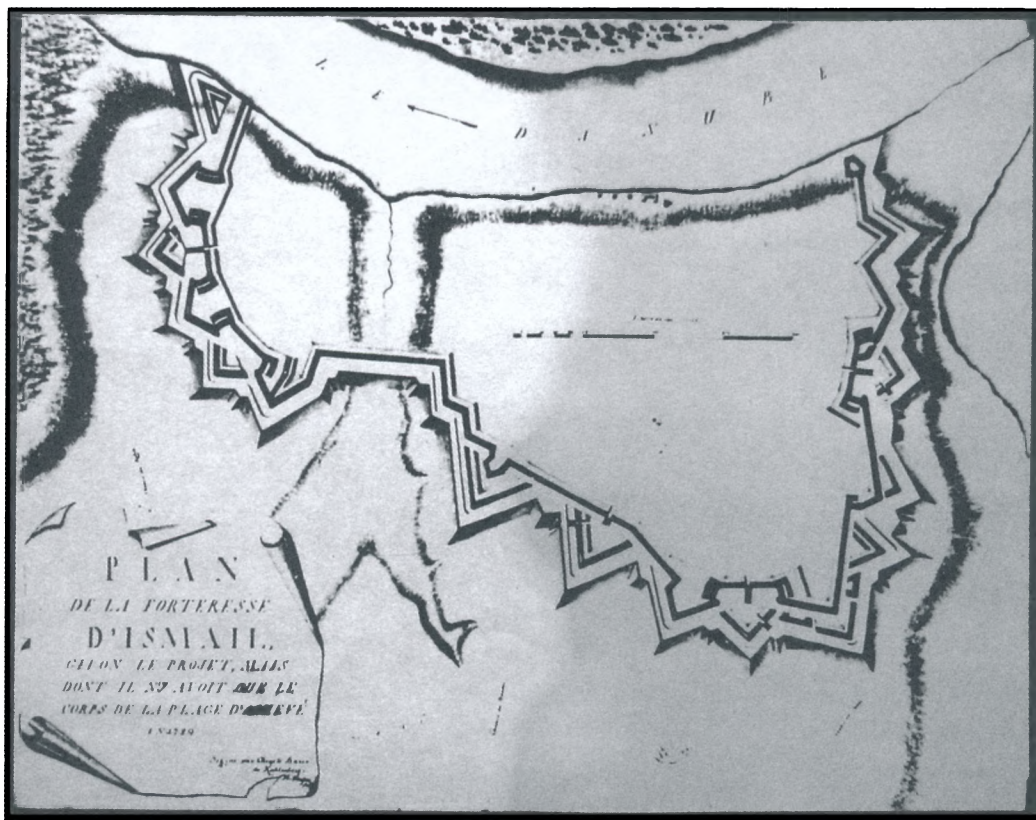 LE DANUBE
PLAN
DE LA FORTERESSE
D'ISMAIL,
CELON LE PROJET, MAIS
DONT IL N'Y AVOIT QUE LE
CORPS DE LA PLACE D'ACHEVÉ